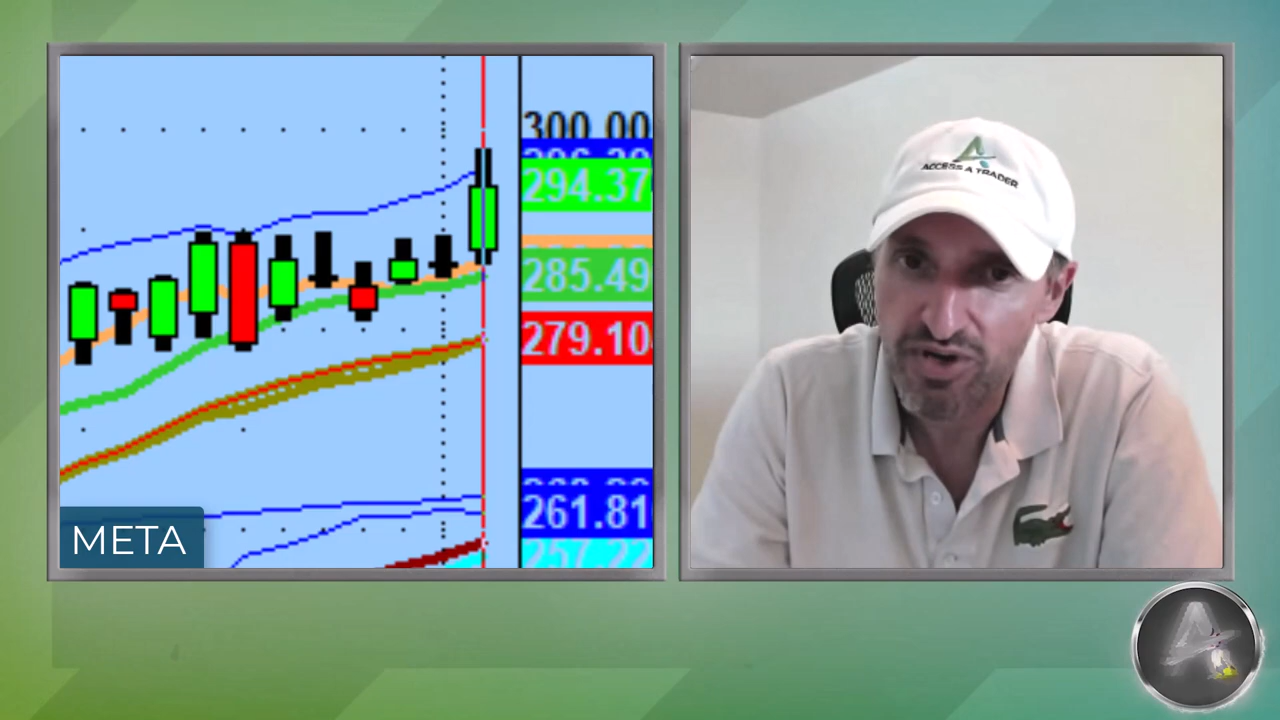 300.00
294.37
285.49
279.10
261.81
META
ACCESS A TRADER